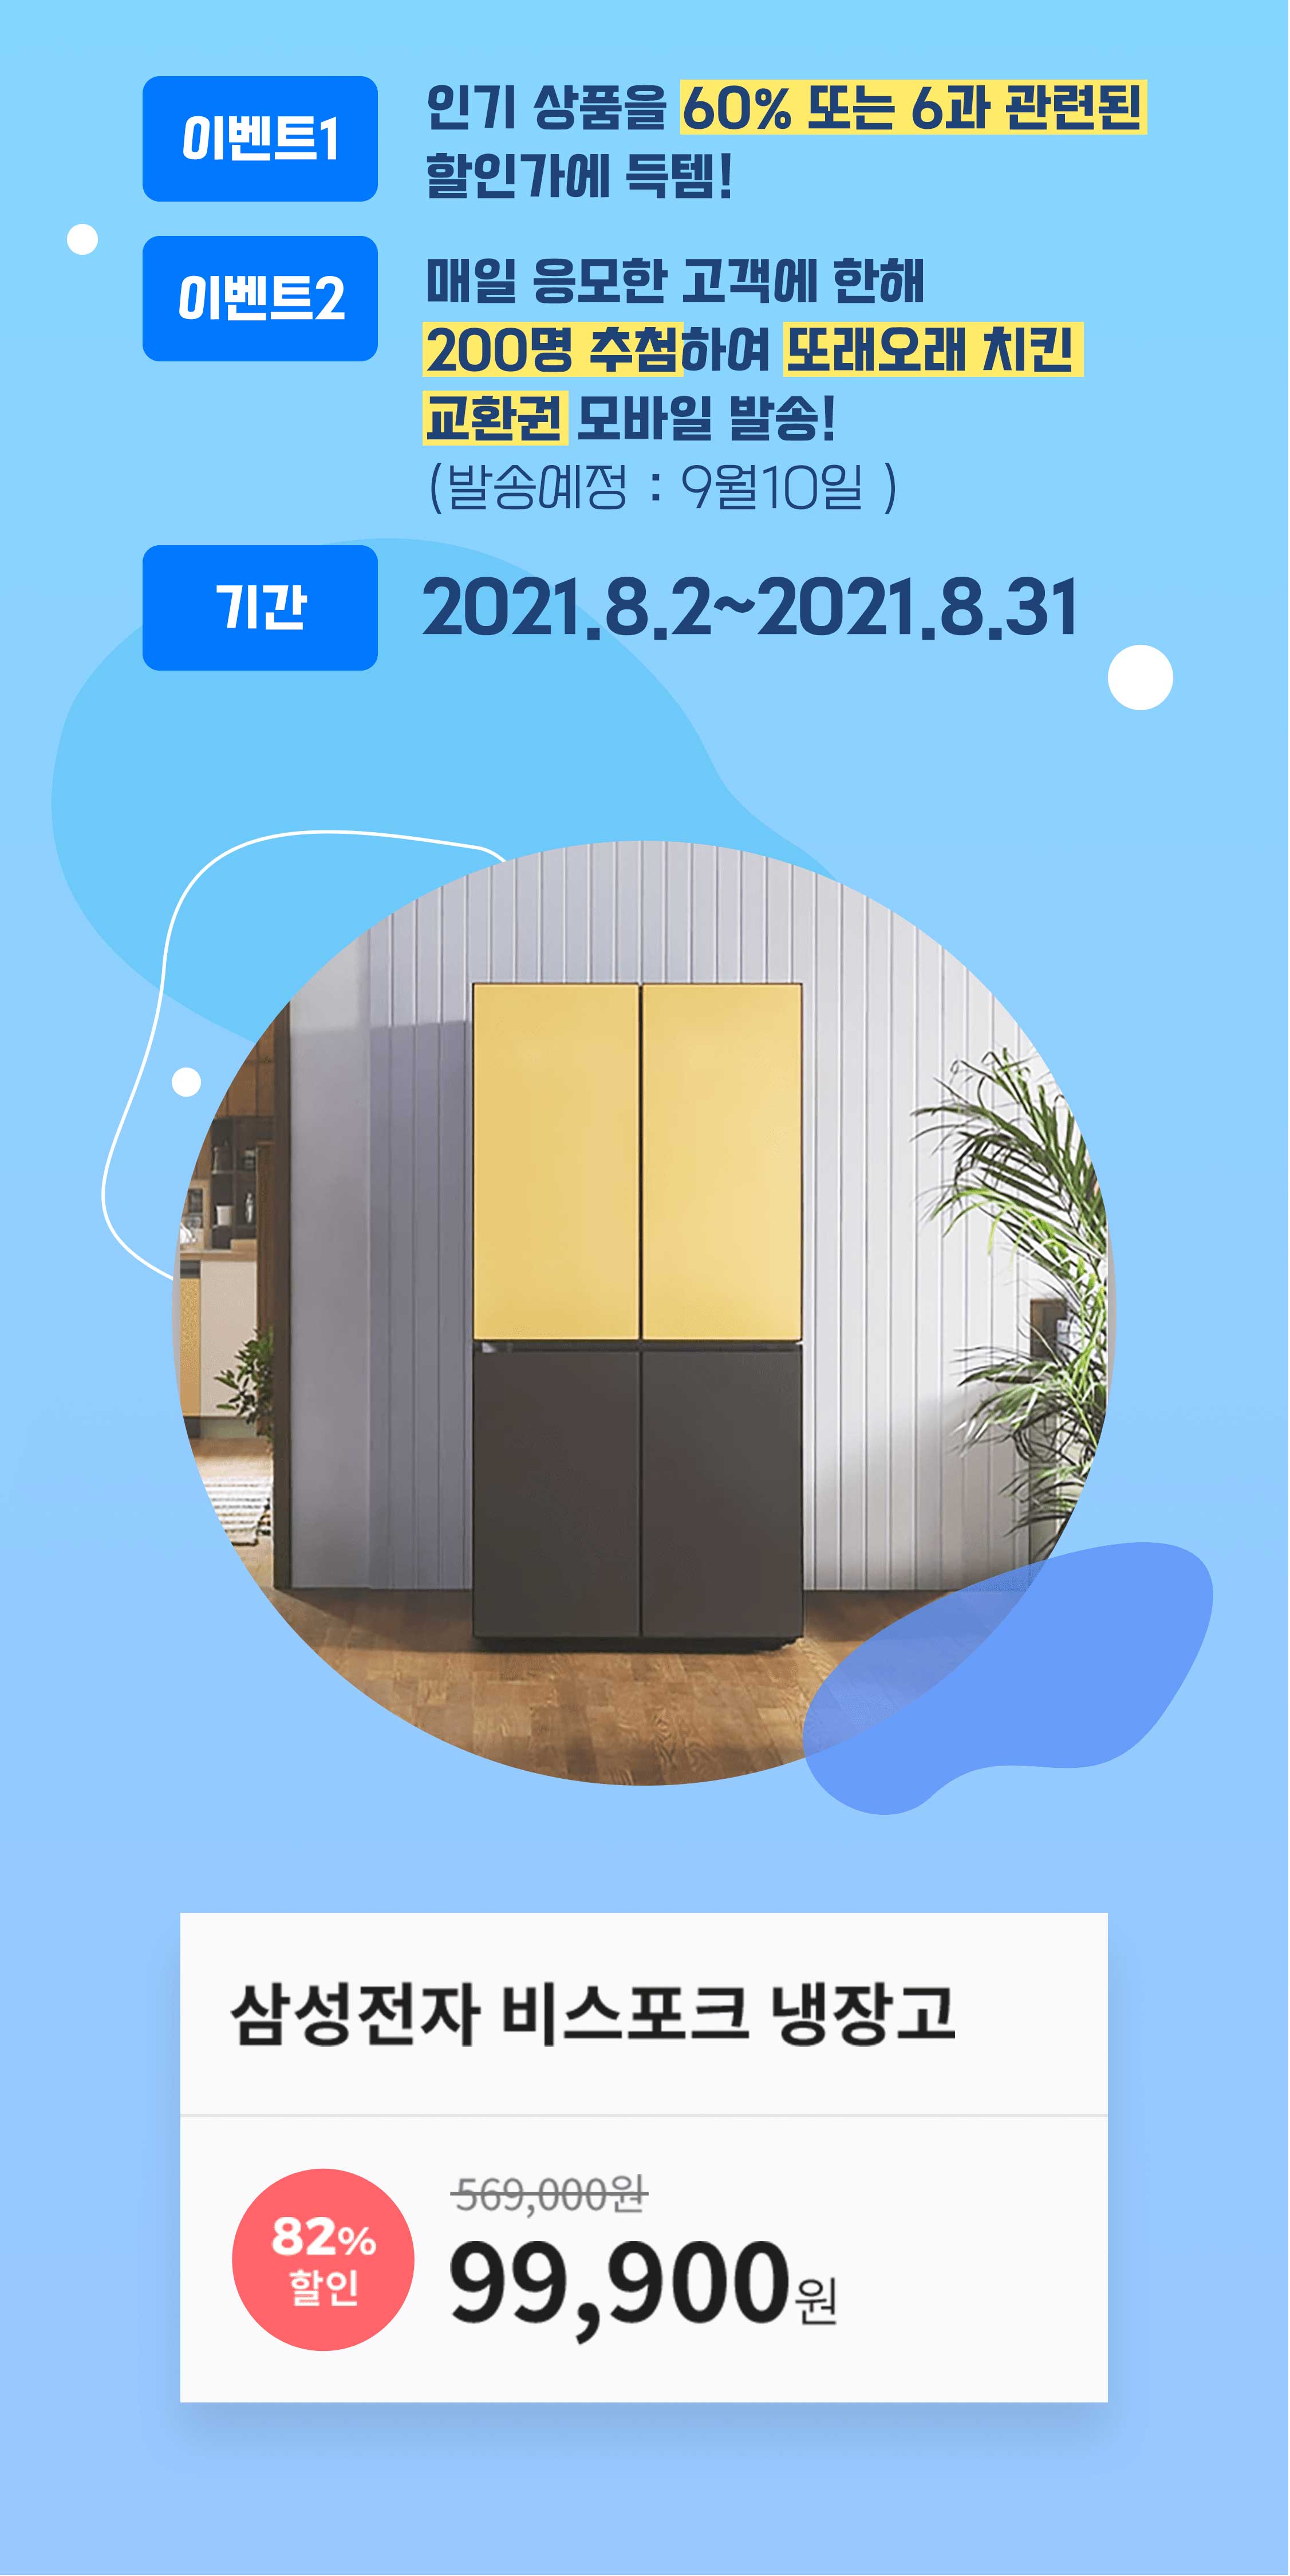 이벤트1
인기 상품을 60% 또는 6과 관련된
할인가에 득템!
이벤트2
매일 응모한 고객에 한해
200명 추첨하여 또래오래 치킨
교환권 모바일 발송!
(발송예정 : 9월10일 )
기간
2021.8.2~2021.8.31
삼성전자 비스포크 냉장고
82%
할인
569,000원
99,900원